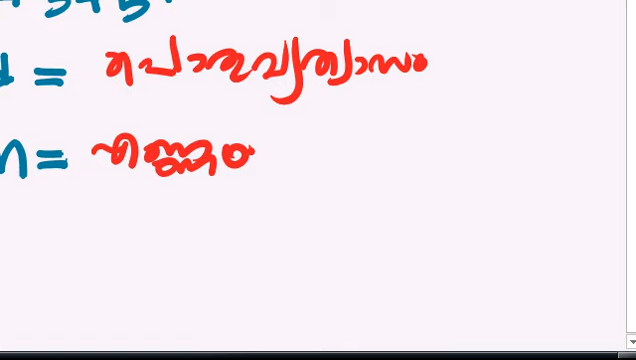 d = പൊതുവ്യത്യാസം
n = എണ്ണം